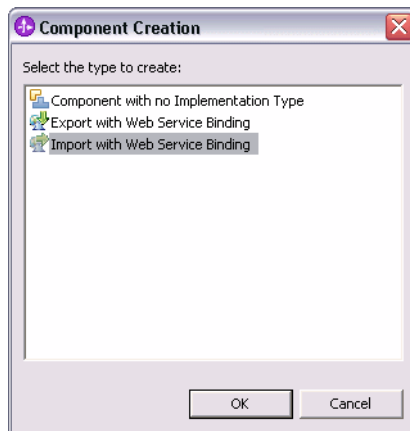 Component Creation
Select the type to create:
Component with no Implementation Type
Export with Web Service Binding
Import with Web Service Binding
OK
Cancel